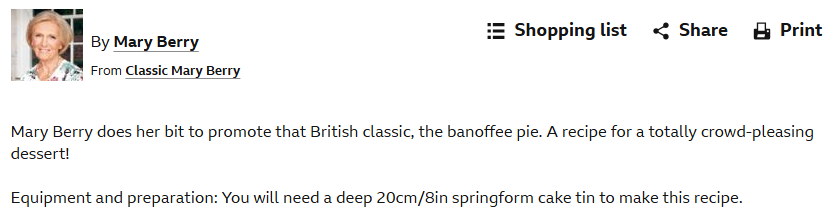 Shopping list Share Print
By Mary Berry
From Classic Mary Berry
Mary Berry does her bit to promote that British classic, the banoffee pie. A recipe for a totally crowd-pleasing
dessert!
Equipment and preparation: You will need a deep 20cm/8in springform cake tin to make this recipe.